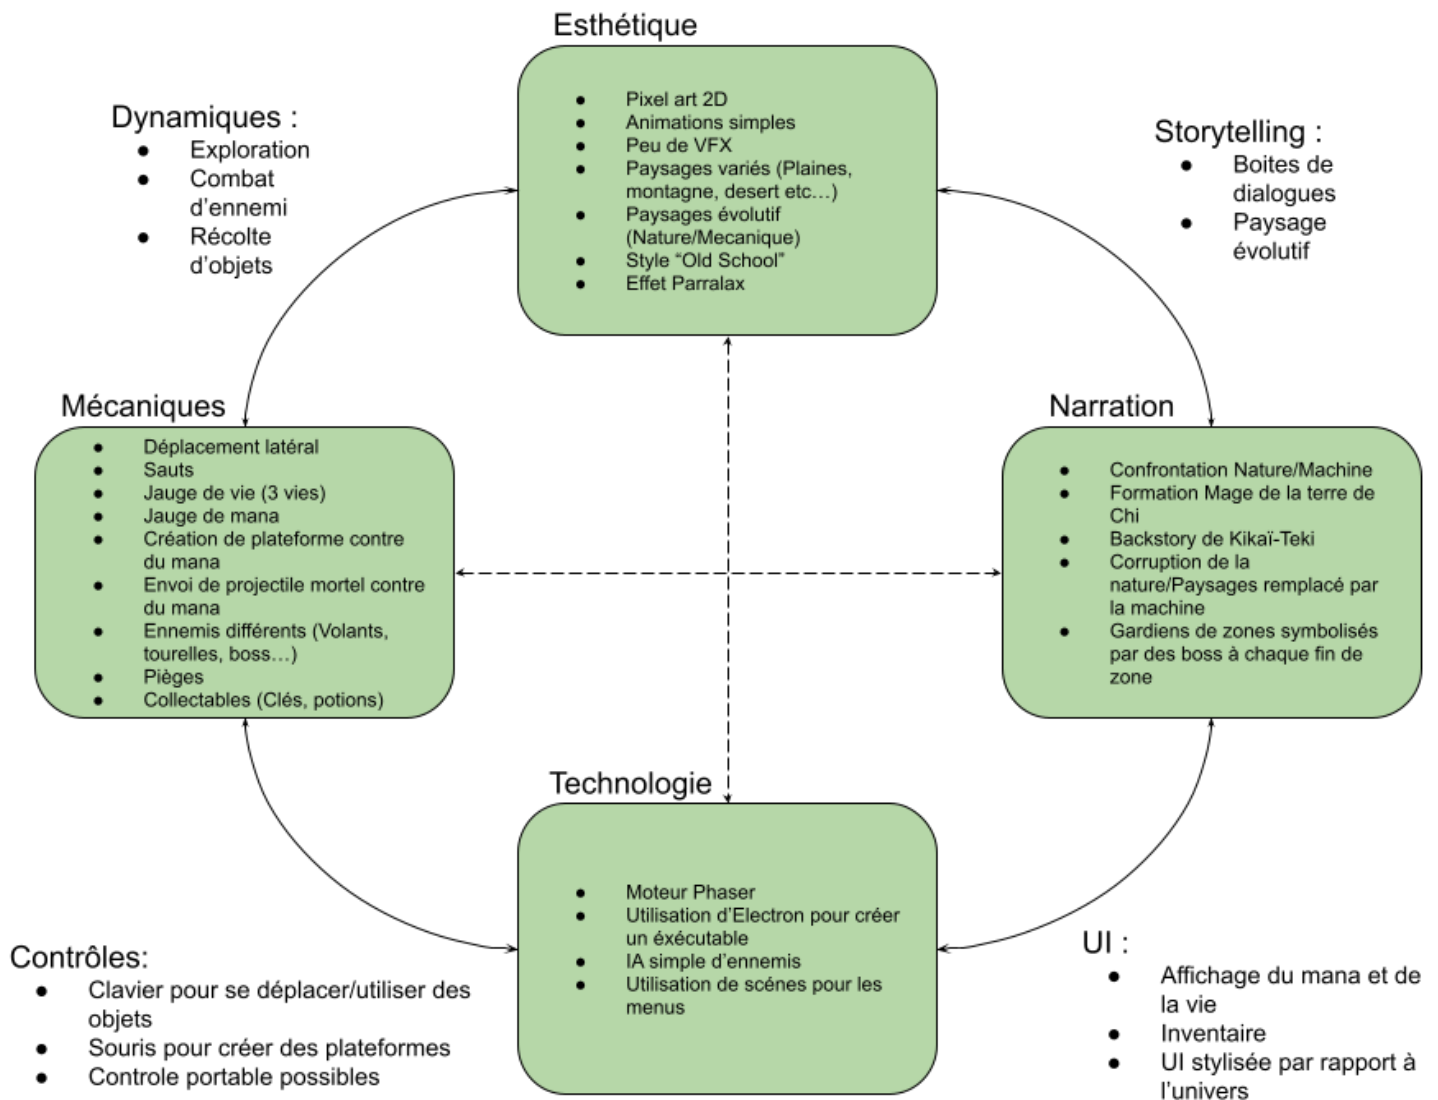 Esthétique
● Pixel art 2D
● Animations simples
● Peu de VFX
● Paysages variés (Plaines,
montagne, desert etc…)
● Paysages évolutif
(Nature/Mecanique)
● Style “Old School”
● Effet Parralax
Dynamiques :
● Exploration
● Combat
d’ennemi
● Récolte
d’objets
Storytelling :
● Boites de
dialogues
● Paysage
évolutif
Mécaniques
● Déplacement latéral
● Sauts
● Jauge de vie (3 vies)
● Jauge de mana
● Création de plateforme contre
du mana
● Envoi de projectile mortel contre
du mana
● Ennemis différents (Volants,
tourelles, boss…)
● Pièges
● Collectables (Clés, potions)
Narration
● Confrontation Nature/Machine
● Formation Mage de la terre de
Chi
● Backstory de Kikaï-Teki
● Corruption de la
nature/Paysages remplacé par
la machine
● Gardiens de zones symbolisés
par des boss à chaque fin de
zone
Technologie
● Moteur Phaser
● Utilisation d’Electron pour créer
un éxécutable
● IA simple d’ennemis
● Utilisation de scénes pour les
menus
Contrôles:
● Clavier pour se déplacer/utiliser des
objets
● Souris pour créer des plateformes
● Controle portable possibles
UI :
● Affichage du mana et de
la vie
● Inventaire
● UI stylisée par rapport à
l’univers